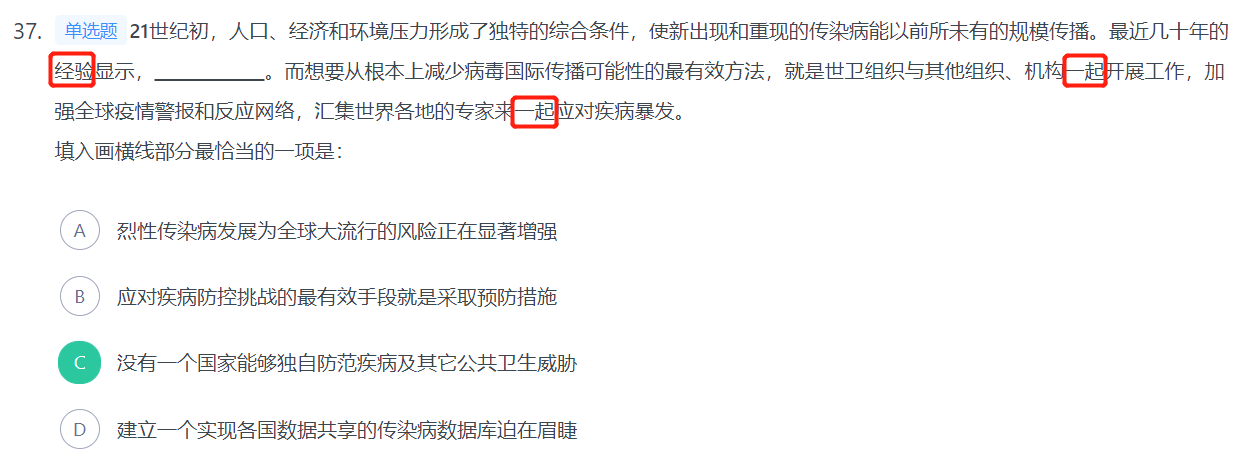 37. 单选题 21世纪初，人口、经济和环境压力形成了独特的综合条件，使新出现和重现的传染病能以前所未有的规模传播。最近几十年的
经验显示，___________。而想要从根本上减少病毒国际传播可能性的最有效方法，就是世卫组织与其他组织、机构一起开展工作，加
强全球疫情警报和反应网络，汇集世界各地的专家来一起应对疾病暴发。
填入画横线部分最恰当的一项是：
A 烈性传染病发展为全球大流行的风险正在显著增强
B 应对疾病防控挑战的最有效手段就是采取预防措施
C 没有一个国家能够独自防范疾病及其它公共卫生威胁
D 建立一个实现各国数据共享的传染病数据库迫在眉睫